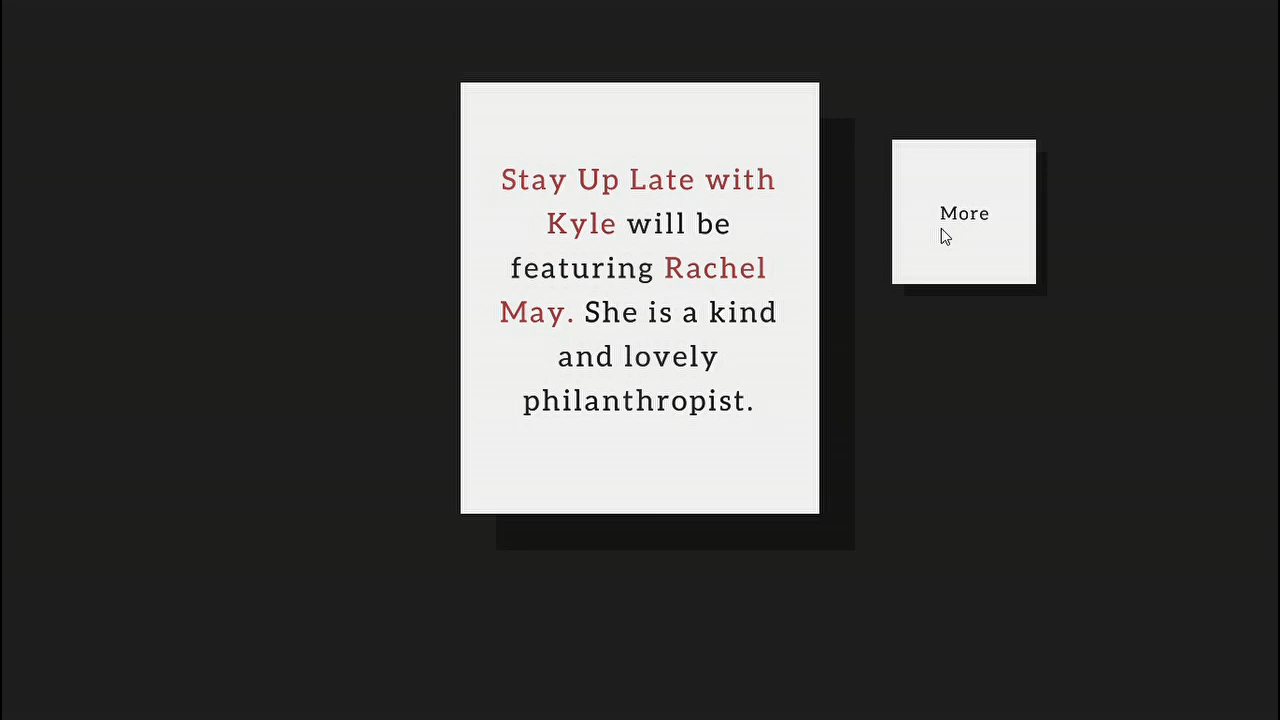 Stay Up Late with
Kyle will be
featuring Rachel
May. She is a kind
and lovely
philanthropist.
More